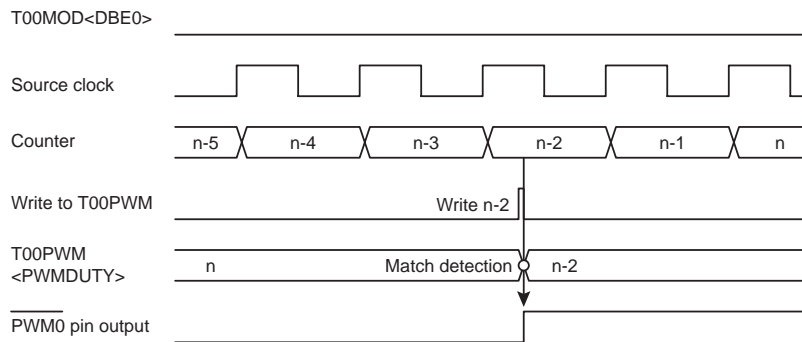 T00MOD<DBE0>
Source clock
Counter n-5 n-4 n-3 n-2 n-1 n
Write to T00PWM Write n-2
T00PWM
<PWMDUTY> n Match detection n-2
PWM0 pin output